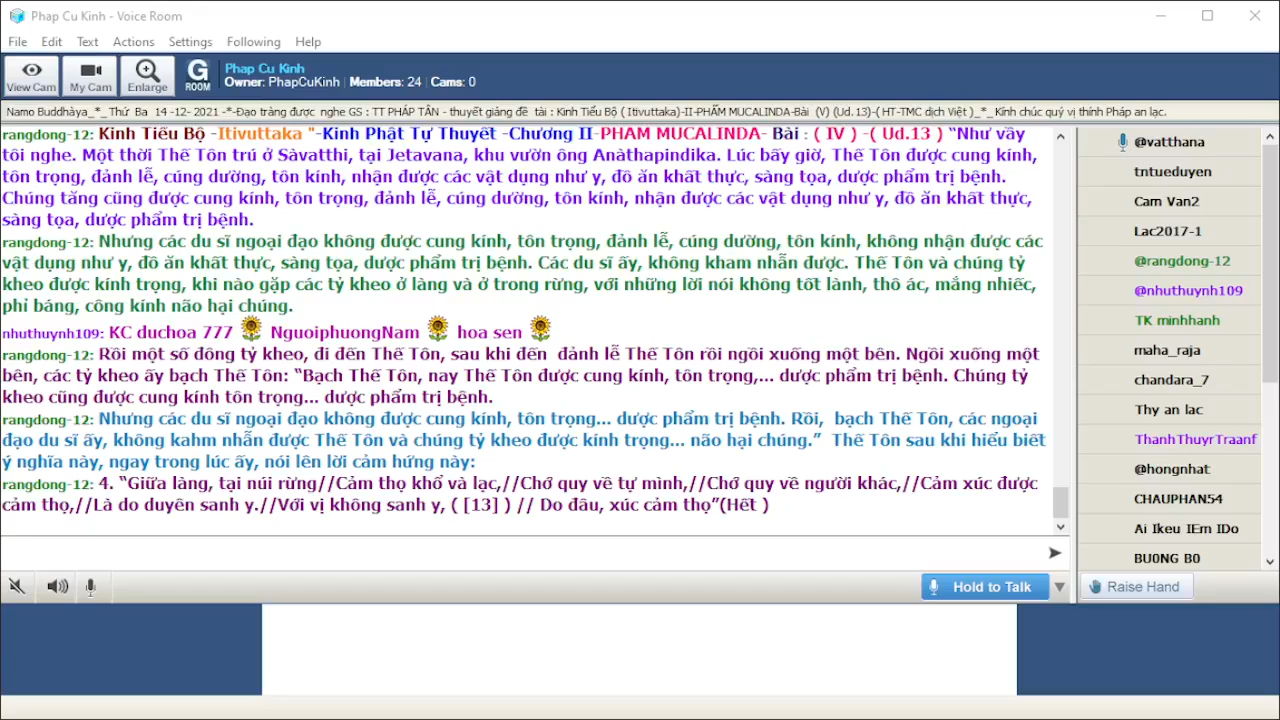 Phap Cu Kinh - Voice Room
File Edit Text Actions Settings Following Help
View Cam My Cam Enlarge G ROOM
Phap Cu Kinh
Owner: PhapCuKinh | Members: 24 | Cams: 0
Namo Buddhàya_*_Thứ Ba 14 -12- 2021 -*-Đạo tràng được nghe GS : TT PHÁP TÂN - thuyết giảng đề tài : Kinh Tiểu Bộ ( Itivuttaka)-II-PHẨM MUCALINDA-Bài (V) (Ud.13)-( HT-TMC dịch Việt )_*_Kính chúc quý vị thính Pháp an lạc.
rangdong-12: Kinh Tiểu Bộ -Itivuttaka "-Kinh Phật Tự Thuyết -Chương II-PHAM MUCALINDA- Bài : ( IV ) -( Ud.13 ) “Như vầy
tôi nghe. Một thời Thế Tôn trú ở Sàvatthi, tại Jetavana, khu vườn ông Anàthapindika. Lúc bấy giờ, Thế Tôn được cung kính,
tôn trọng, đảnh lễ, cúng dường, tôn kính, nhận được các vật dụng như y, đồ ăn khất thực, sàng tọa, dược phẩm trị bệnh.
Chúng tăng cũng được cung kính, tôn trọng, đảnh lễ, cúng dường, tôn kính, nhận được các vật dụng như y, đồ ăn khất thực,
sàng tọa, dược phẩm trị bệnh.
rangdong-12: Nhưng các du sĩ ngoại đạo không được cung kính, tôn trọng, đảnh lễ, cúng dường, tôn kính, không nhận được các
vật dụng như y, đồ ăn khất thực, sàng tọa, dược phẩm trị bệnh. Các du sĩ ấy, không kham nhẫn được. Thế Tôn và chúng tỷ
kheo được kính trọng, khi nào gặp các tỷ kheo ở làng và ở trong rừng, với những lời nói không tốt lành, thô ác, mắng nhiếc,
phỉ báng, công kính não hại chúng.
nhuthuynh109: KC duchoa 777 NguoiphuongNam hoa sen
rangdong-12: Rồi một số đông tỷ kheo, đi đến Thế Tôn, sau khi đến đảnh lễ Thế Tôn rồi ngồi xuống một bên. Ngồi xuống một
bên, các tỷ kheo ấy bạch Thế Tôn: “Bạch Thế Tôn, nay Thế Tôn được cung kính, tôn trọng,... dược phẩm trị bệnh. Chúng tỷ
kheo cũng được cung kính tôn trọng... dược phẩm trị bệnh.
rangdong-12: Nhưng các du sĩ ngoại đạo không được cung kính, tôn trọng... dược phẩm trị bệnh. Rồi, bạch Thế Tôn, các ngoại
đạo du sĩ ấy, không kahm nhẫn được Thế Tôn và chúng tỷ kheo được kính trọng... não hại chúng.” Thế Tôn sau khi hiểu biết
ý nghĩa này, ngay trong lúc ấy, nói lên lời cảm hứng này:
rangdong-12: 4. “Giữa làng, tại núi rừng//Cảm thọ khổ và lạc,//Chớ quy về tự mình,//Chớ quy về người khác,//Cảm xúc được
cảm thọ,//Là do duyên sanh y.//Với vị không sanh y, ( [13] ) // Do đâu, xúc cảm thọ”(Hết )
Hold to Talk
@vatthana
tntueduyen
Cam Van2
Lac2017-1
@rangdong-12
@nhuthuynh109
TK minhhanh
maha_raja
chandara_7
Thy an lac
ThanhThuyrTraanf
@hongnhat
CHAUPHAN54
Ai Ikeu IEm IDo
BU0NG B0
Raise Hand